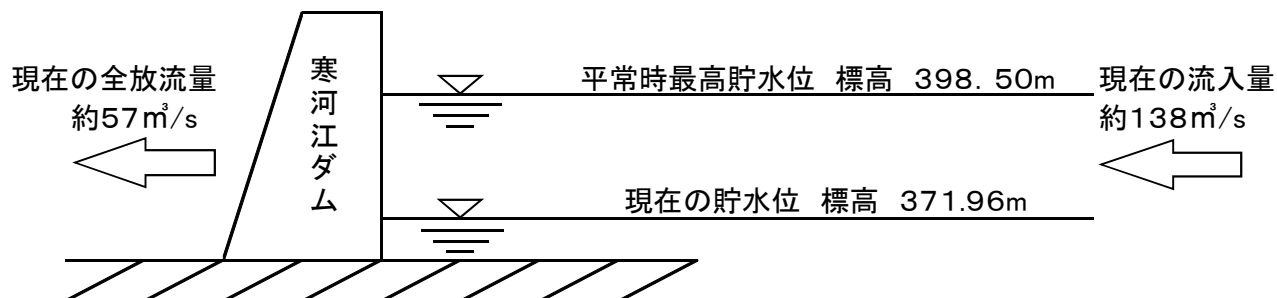 現在の全放流量
約57㎥/s
寒河江ダム
平常時最高貯水位 標高 398.50m
現在の貯水位 標高 371.96m
現在の流入量
約138㎥/s